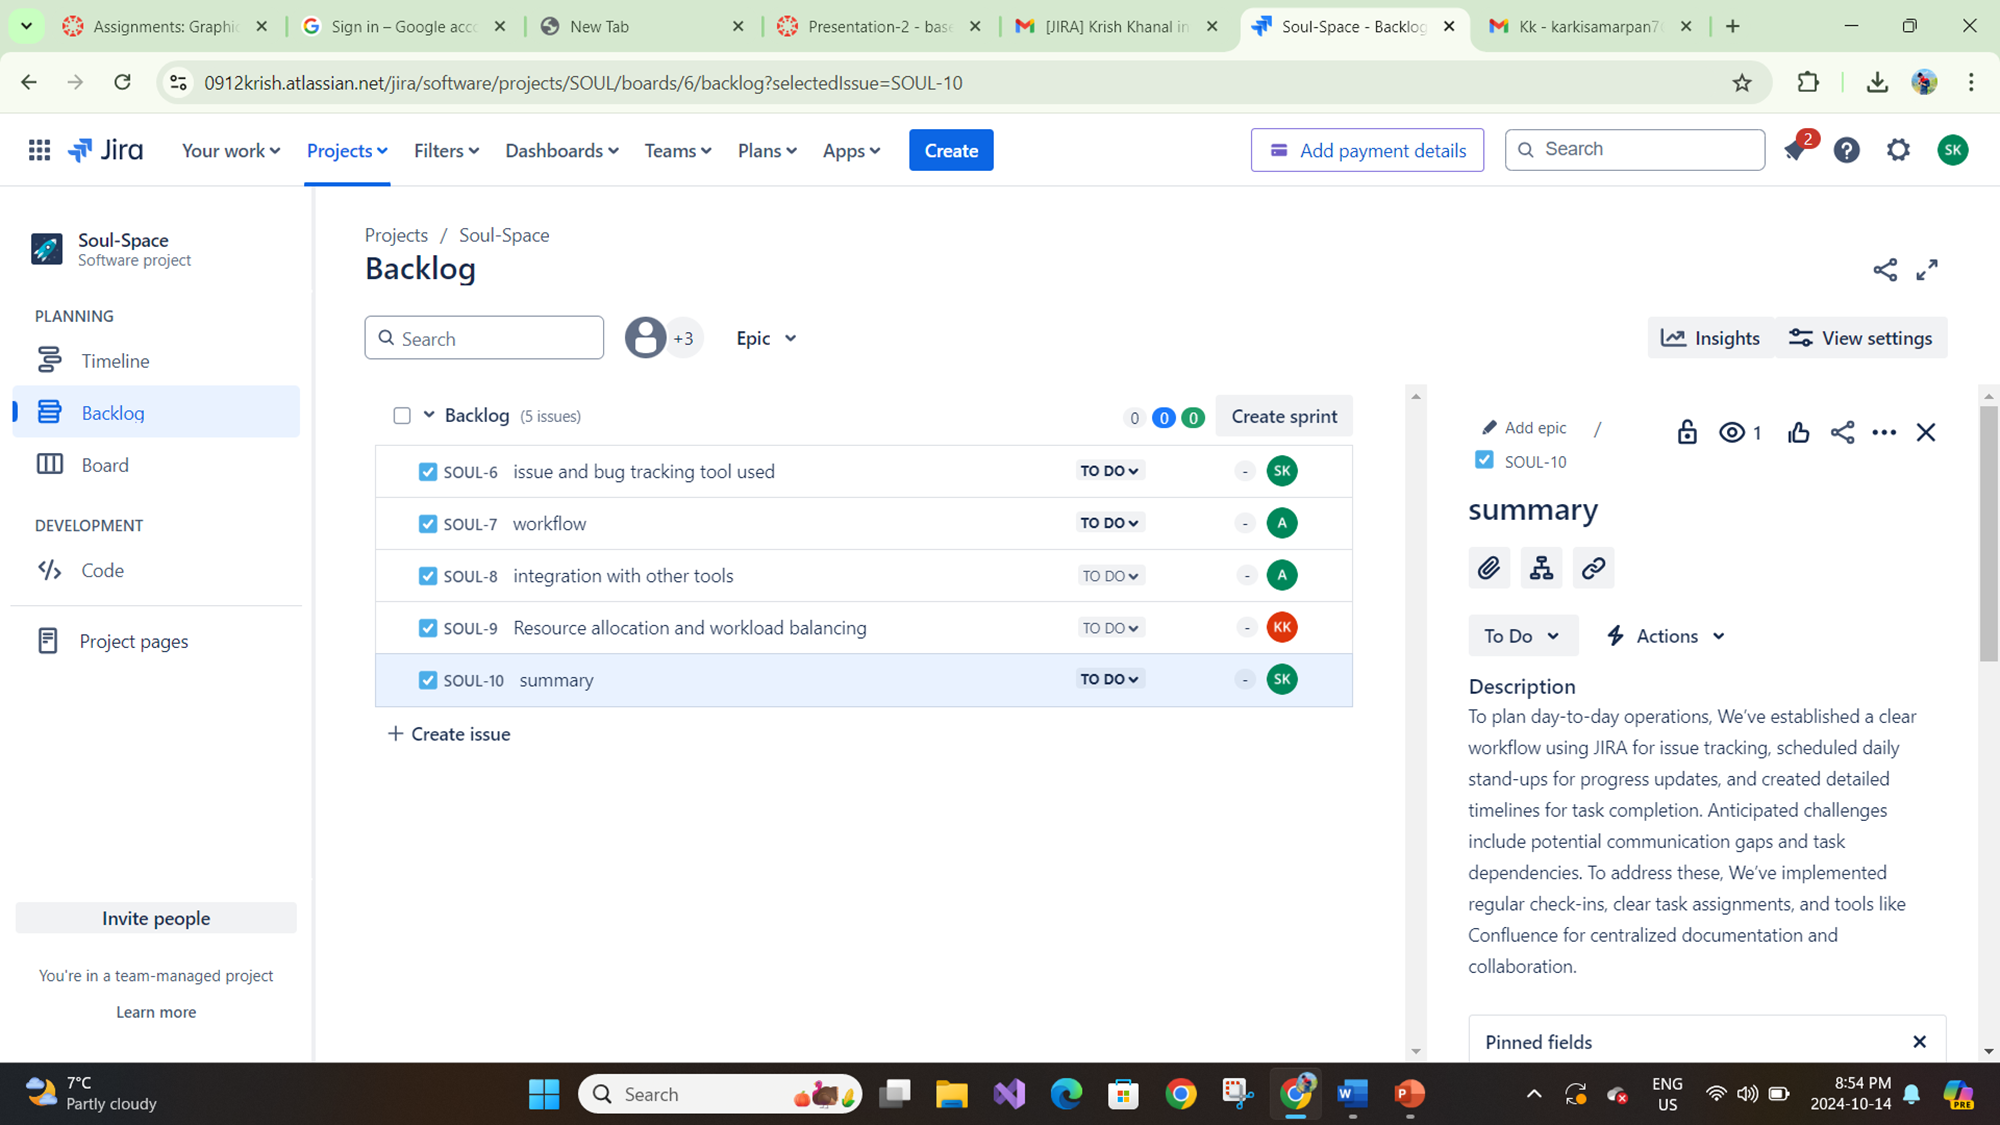 Assignments: Graphic
Sign in – Google acco
New Tab
Presentation-2 - base
[JIRA] Krish Khanal in
Soul-Space - Backlog
Kk - karkisamarpan7
0912krish.atlassian.net/jira/software/projects/SOUL/boards/6/backlog?selectedIssue=SOUL-10
Jira Your work Projects Filters Dashboards Teams Plans Apps Create Add payment details Search 2 SK
Soul-Space
Software project
PLANNING
Timeline
Backlog
Board
DEVELOPMENT
Code
Project pages
Invite people
You're in a team-managed project
Learn more
Projects / Soul-Space
Backlog
Search +3 Epic Insights View settings
Backlog (5 issues) 0 0 0 Create sprint
SOUL-6 issue and bug tracking tool used TO DO - SK
SOUL-7 workflow TO DO - A
SOUL-8 integration with other tools TO DO - A
SOUL-9 Resource allocation and workload balancing TO DO - KK
SOUL-10 summary TO DO - SK
+ Create issue
Add epic / 1
SOUL-10
summary
To Do Actions
Description
To plan day-to-day operations, We’ve established a clear
workflow using JIRA for issue tracking, scheduled daily
stand-ups for progress updates, and created detailed
timelines for task completion. Anticipated challenges
include potential communication gaps and task
dependencies. To address these, We’ve implemented
regular check-ins, clear task assignments, and tools like
Confluence for centralized documentation and
collaboration.
Pinned fields
7°C
Partly cloudy
Search
PRE
ENG
US
8:54 PM
2024-10-14